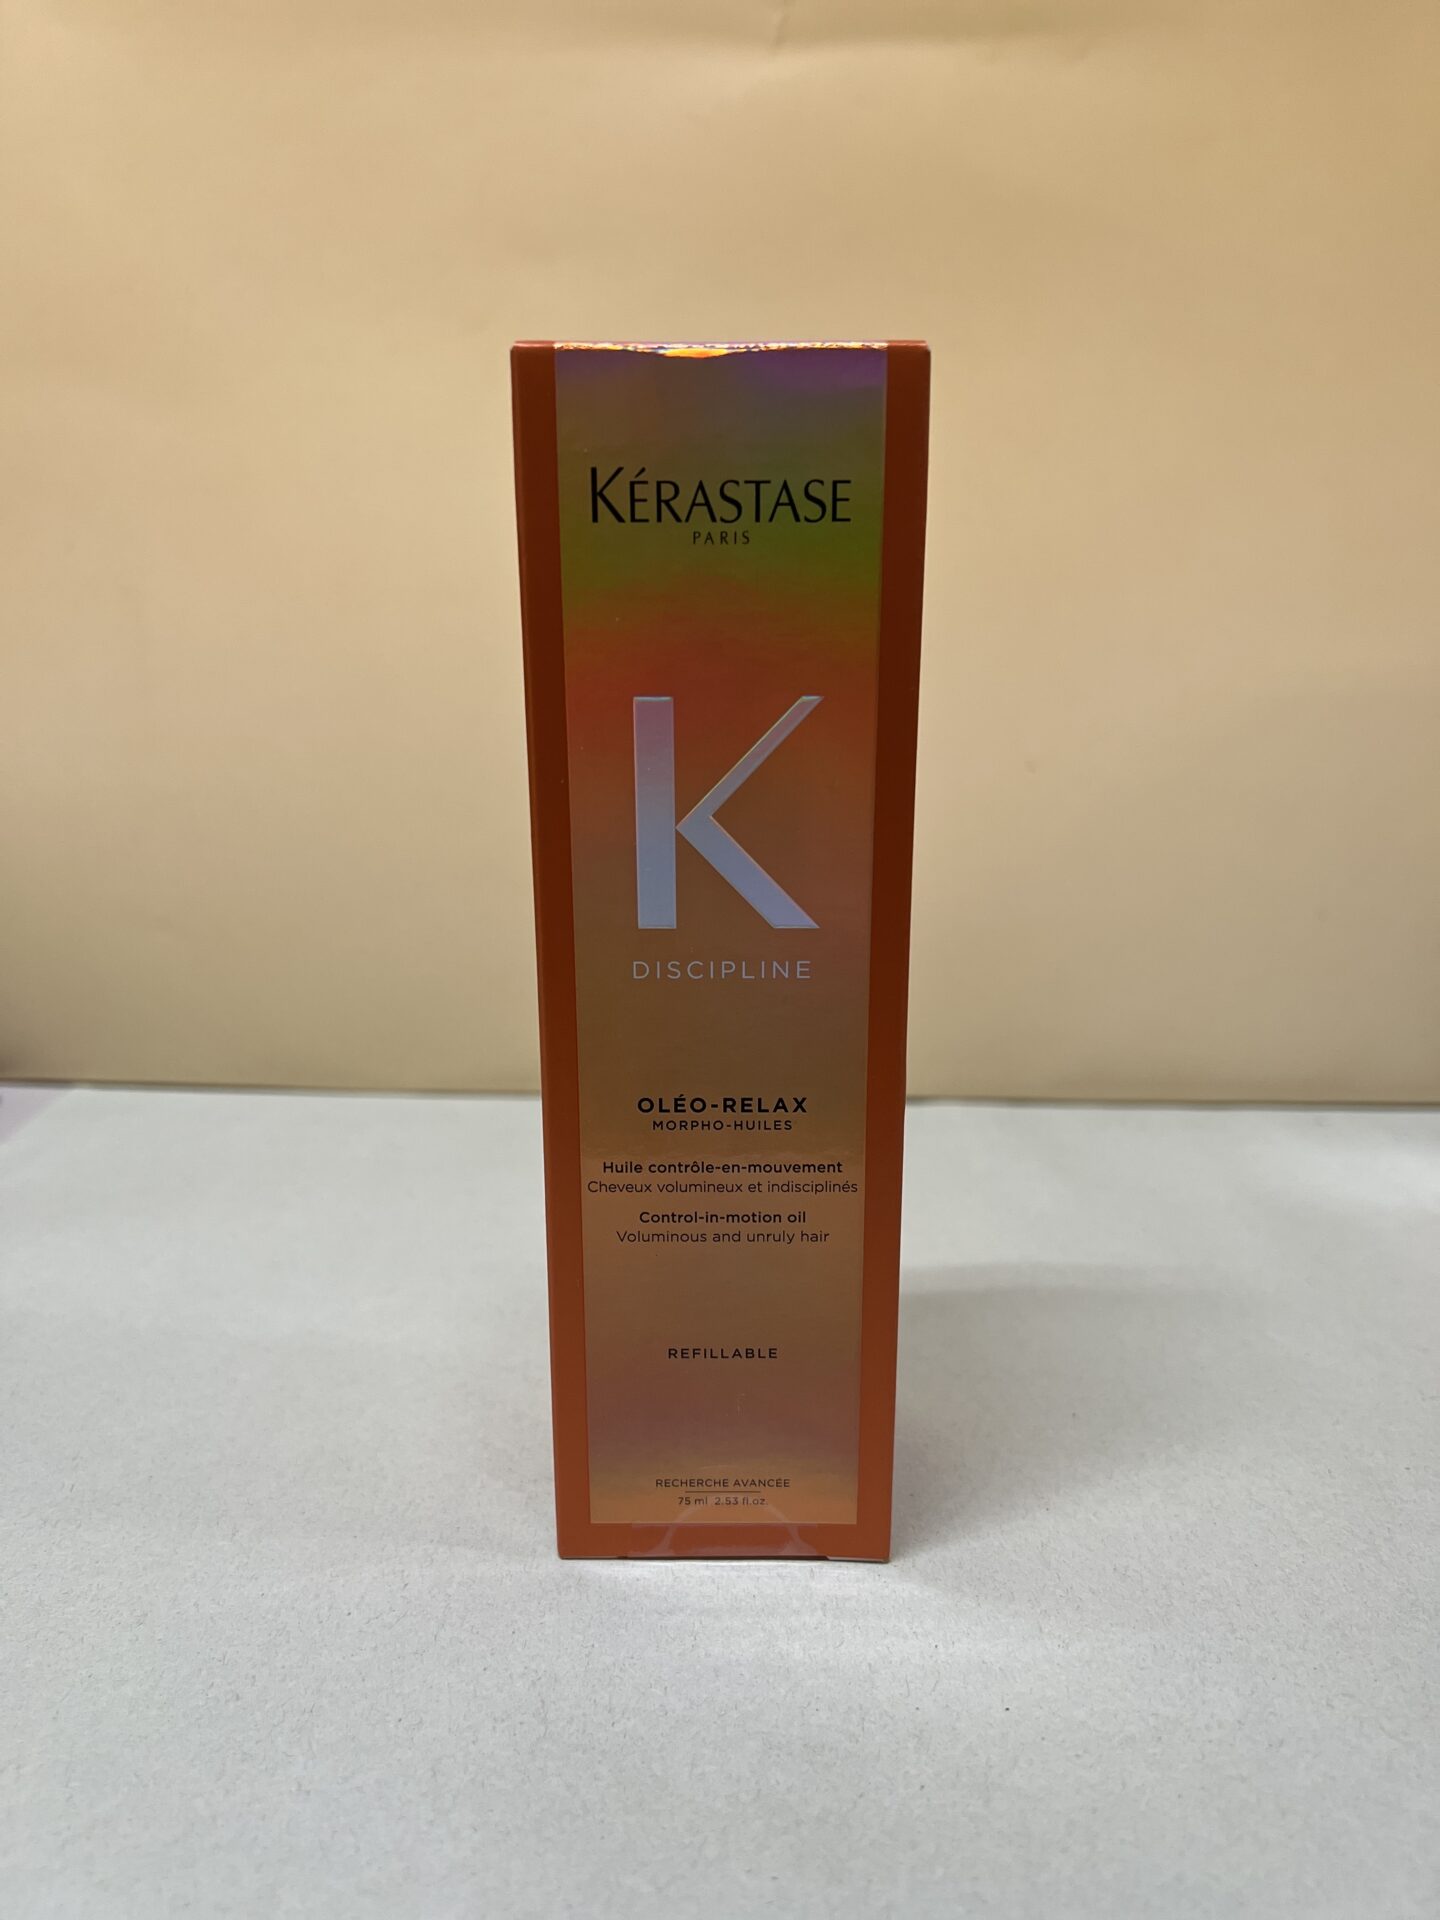 KÉRASTASE
PARIS
K
DISCIPLINE
OLÉO-RELAX
MORPHO-HUILES
Huile contrôle-en-mouvement
Cheveux volumineux et indisciplinés
Control-in-motion oil
Voluminous and unruly hair
REFILLABLE
RECHERCHE AVANCÉE
75 ml 2.53 fl.oz.